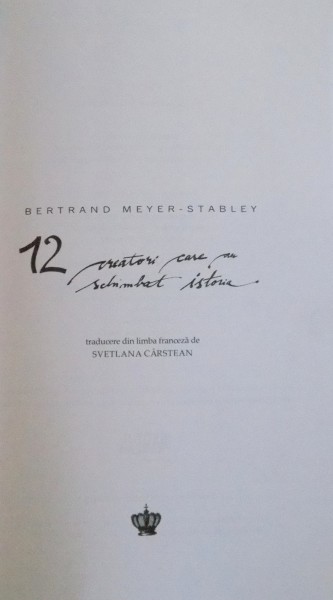 BERTRAND MEYER-STABLEY
12 creatori care au
schimbat istoria
traducere din limba franceză de
SVETLANA CÂRSTEAN